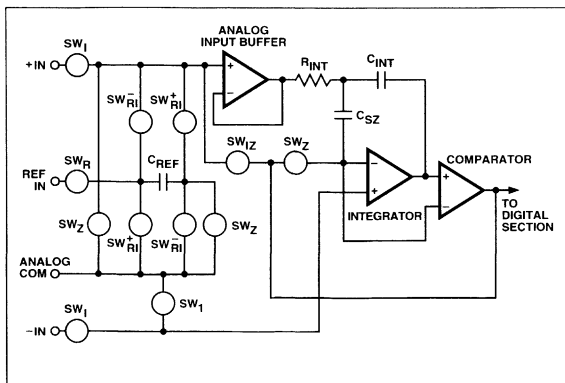 ANALOG
INPUT BUFFER
SW_I
+IN
R_INT
C_INT
SW_RI^-
SW_RI^+
C_SZ
SW_R
C_REF
SW_IZ
SW_Z
REF
IN
COMPARATOR
INTEGRATOR
TO
DIGITAL
SECTION
SW_Z
SW_RI^+
SW_RI^-
SW_Z
ANALOG
COM
SW_1
SW_I
-IN
+
-
-
+
+
-